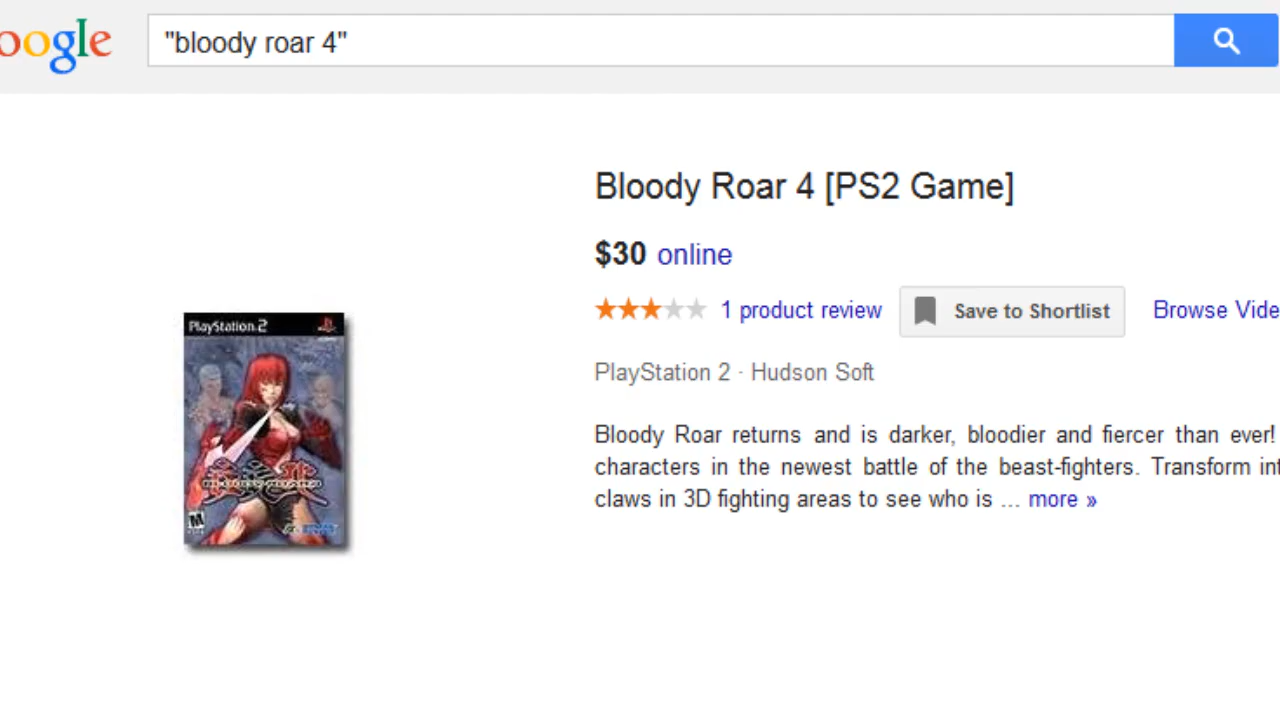 oogle
"bloody roar 4"
Bloody Roar 4 [PS2 Game]
$30 online
1 product review
Save to Shortlist
Browse Vide
PlayStation 2 · Hudson Soft
Bloody Roar returns and is darker, bloodier and fiercer than ever!
characters in the newest battle of the beast-fighters. Transform int
claws in 3D fighting areas to see who is ... more »
PlayStation 2
M